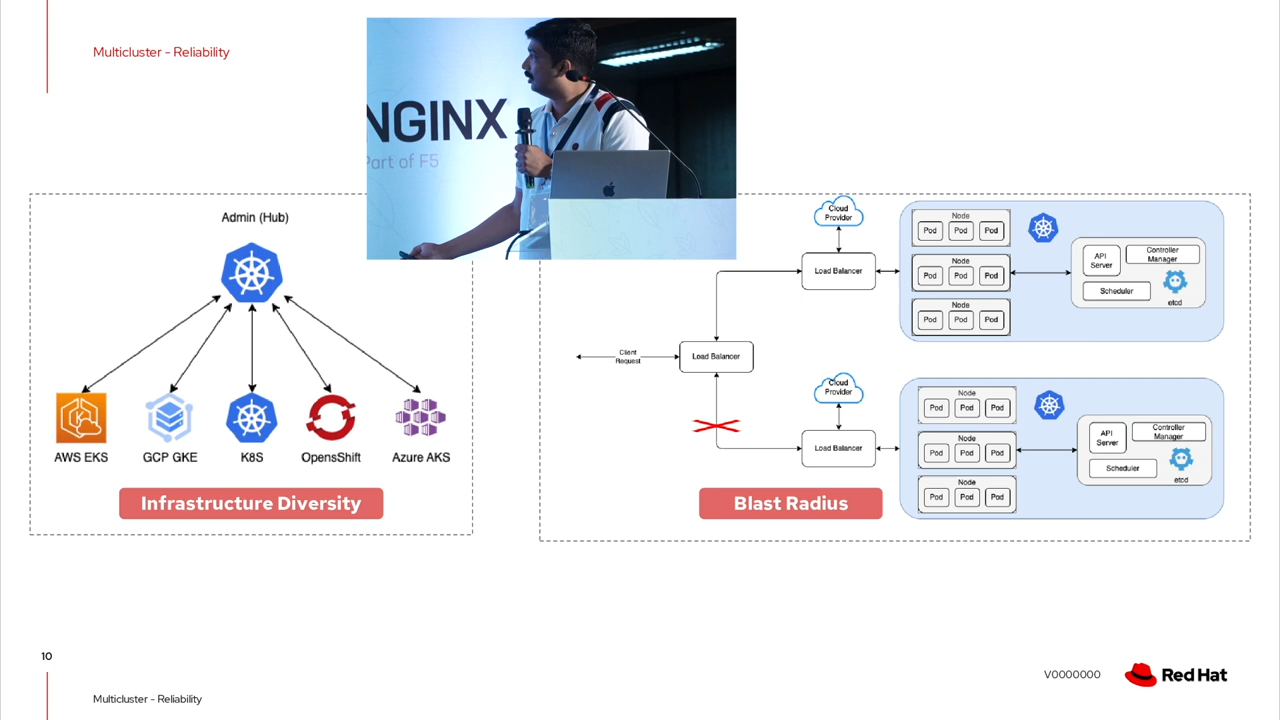 Multicluster - Reliability
NGINX
Part of F5
Admin (Hub)
AWS EKS
GCP GKE
K8S
OpensShift
Azure AKS
Infrastructure Diversity
Client
Request
Load Balancer
Cloud
Provider
Load Balancer
Node
Pod Pod Pod
Node
Pod Pod Pod
Node
Pod Pod Pod
API
Server
Controller
Manager
Scheduler
etcd
Cloud
Provider
Load Balancer
Node
Pod Pod Pod
Node
Pod Pod Pod
Node
Pod Pod Pod
API
Server
Controller
Manager
Scheduler
etcd
Blast Radius
10
Multicluster - Reliability
V0000000
Red Hat